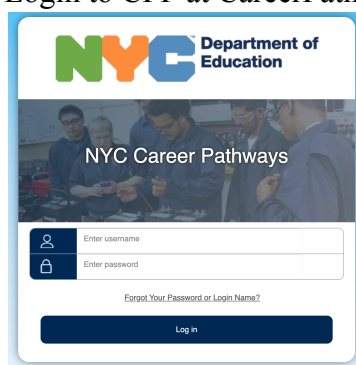 Login to CPP at CareerPath
NYC Department of
Education
NYC Career Pathways
Enter username
Enter password
Forgot Your Password or Login Name?
Log in